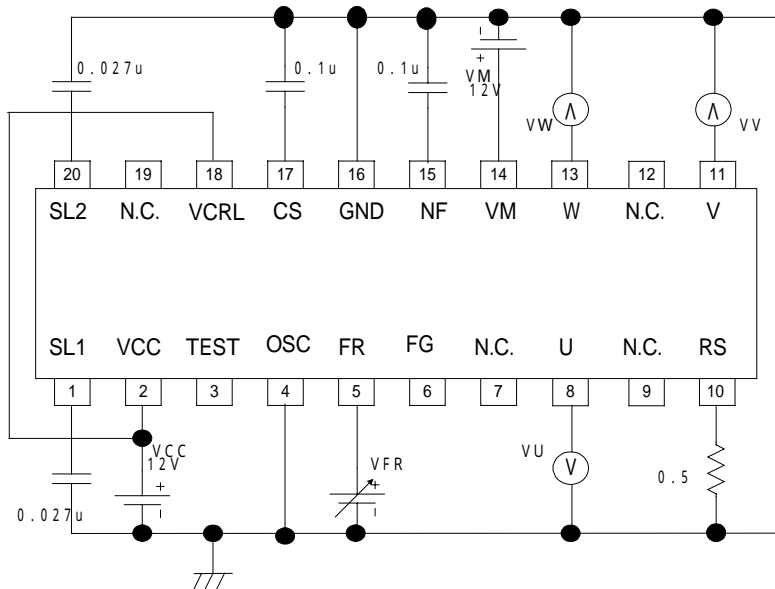 0.027u
0.1u
0.1u
VM
12V
VW
Λ
VV
Λ
20 19 18 17 16 15 14 13 12 11
SL2 N.C. VCRL CS GND NF VM W N.C. V
SL1 VCC TEST OSC FR FG N.C. U N.C. RS
1 2 3 4 5 6 7 8 9 10
VCC
12V
0.027u
VFR
VU
V
0.5